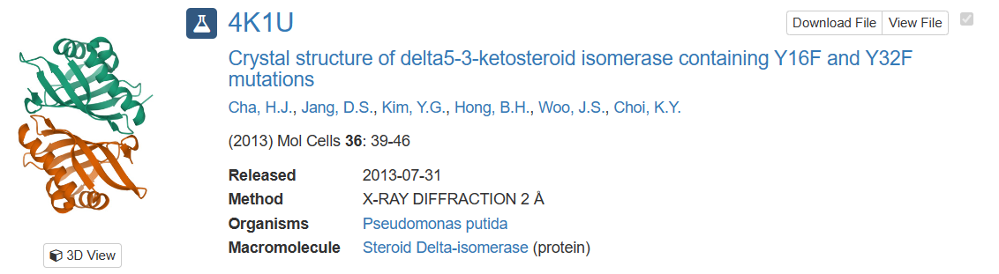 4K1U
Download File View File
Crystal structure of delta5-3-ketosteroid isomerase containing Y16F and Y32F
mutations
Cha, H.J., Jang, D.S., Kim, Y.G., Hong, B.H., Woo, J.S., Choi, K.Y.
(2013) Mol Cells 36: 39-46
Released 2013-07-31
Method X-RAY DIFFRACTION 2 Å
Organisms Pseudomonas putida
Macromolecule Steroid Delta-isomerase (protein)
3D View